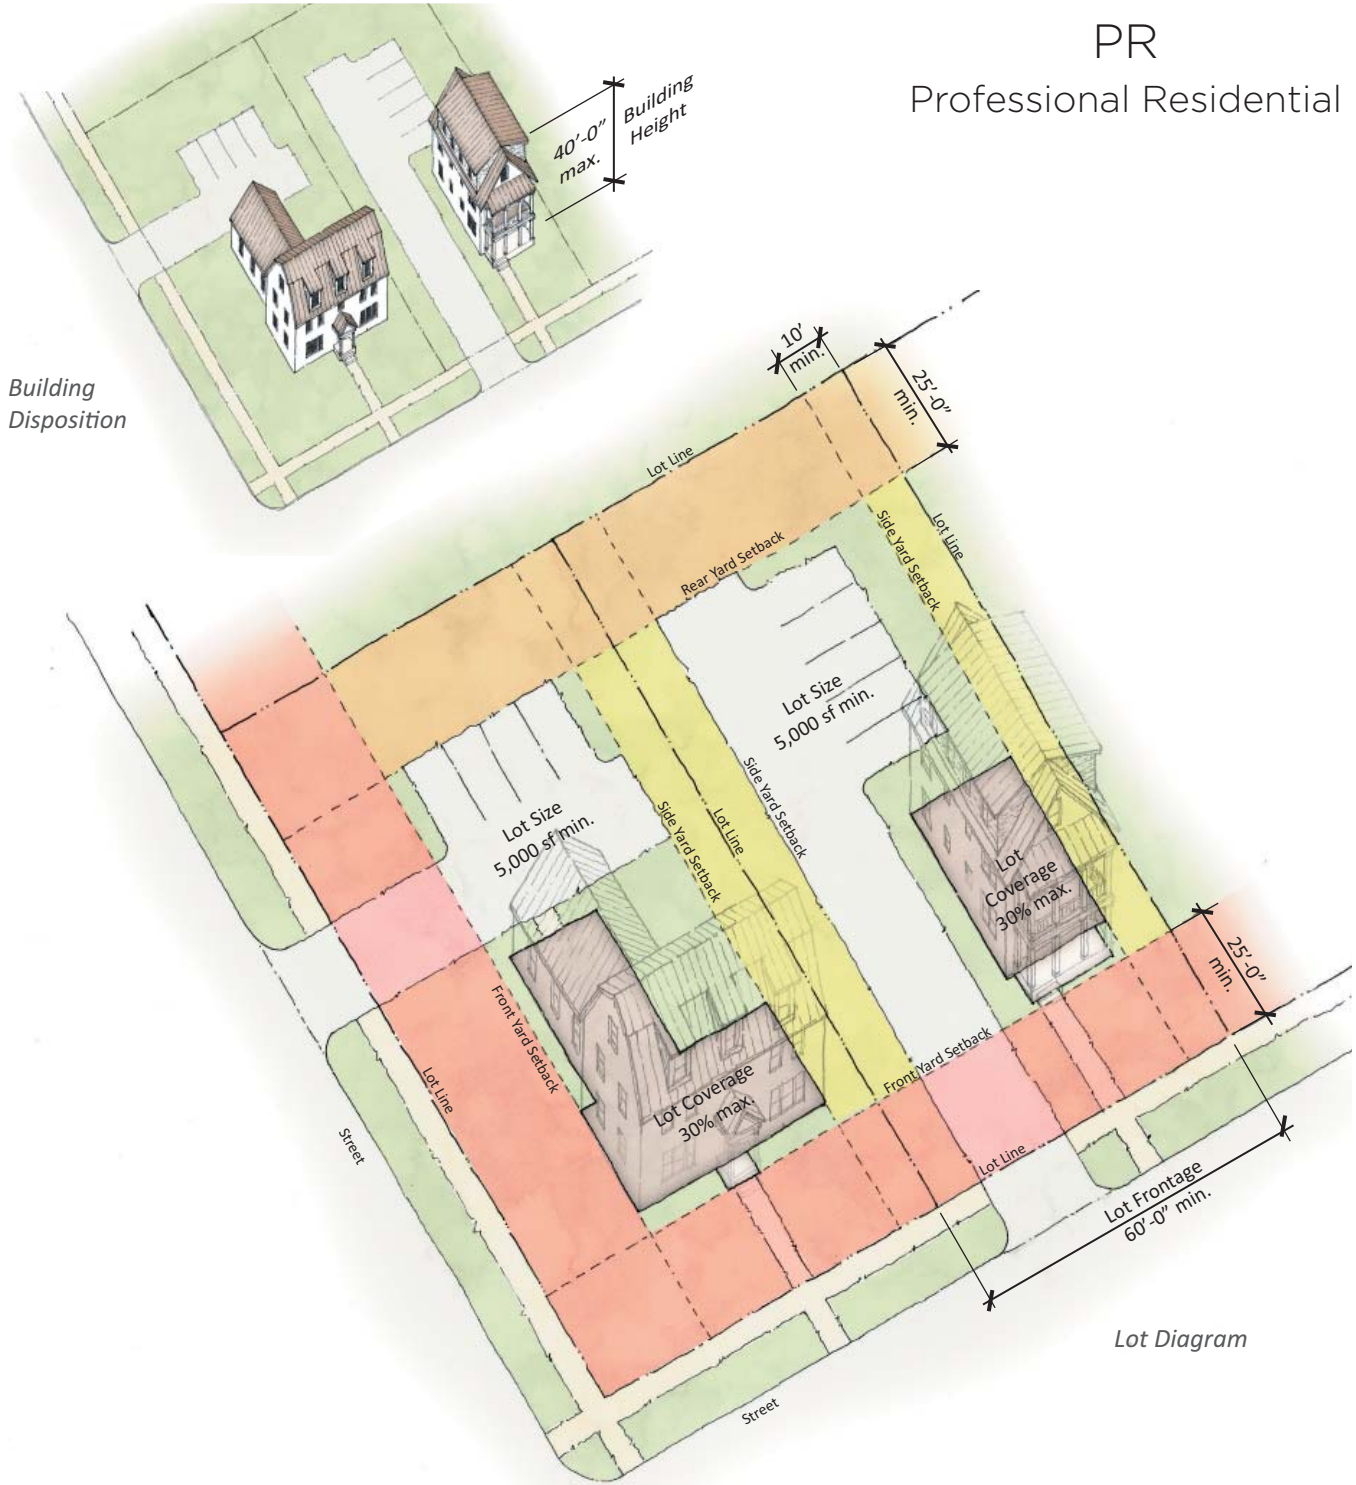 PR
Professional Residential
Building
Height
40'-0"
max.
Building
Disposition
10'
min.
25'-0"
min.
Lot Line
Rear Yard Setback
Side Yard Setback
Lot Line
Lot Size
5,000 sf min.
Lot Size
5,000 sf min.
Side Yard Setback
Lot Line
Side Yard Setback
Lot
Coverage
30% max.
25'-0"
min.
Front Yard Setback
Front Yard Setback
Lot Coverage
30% max.
Lot Line
Street
Lot Line
Lot Frontage
60'-0" min.
Lot Diagram
Street